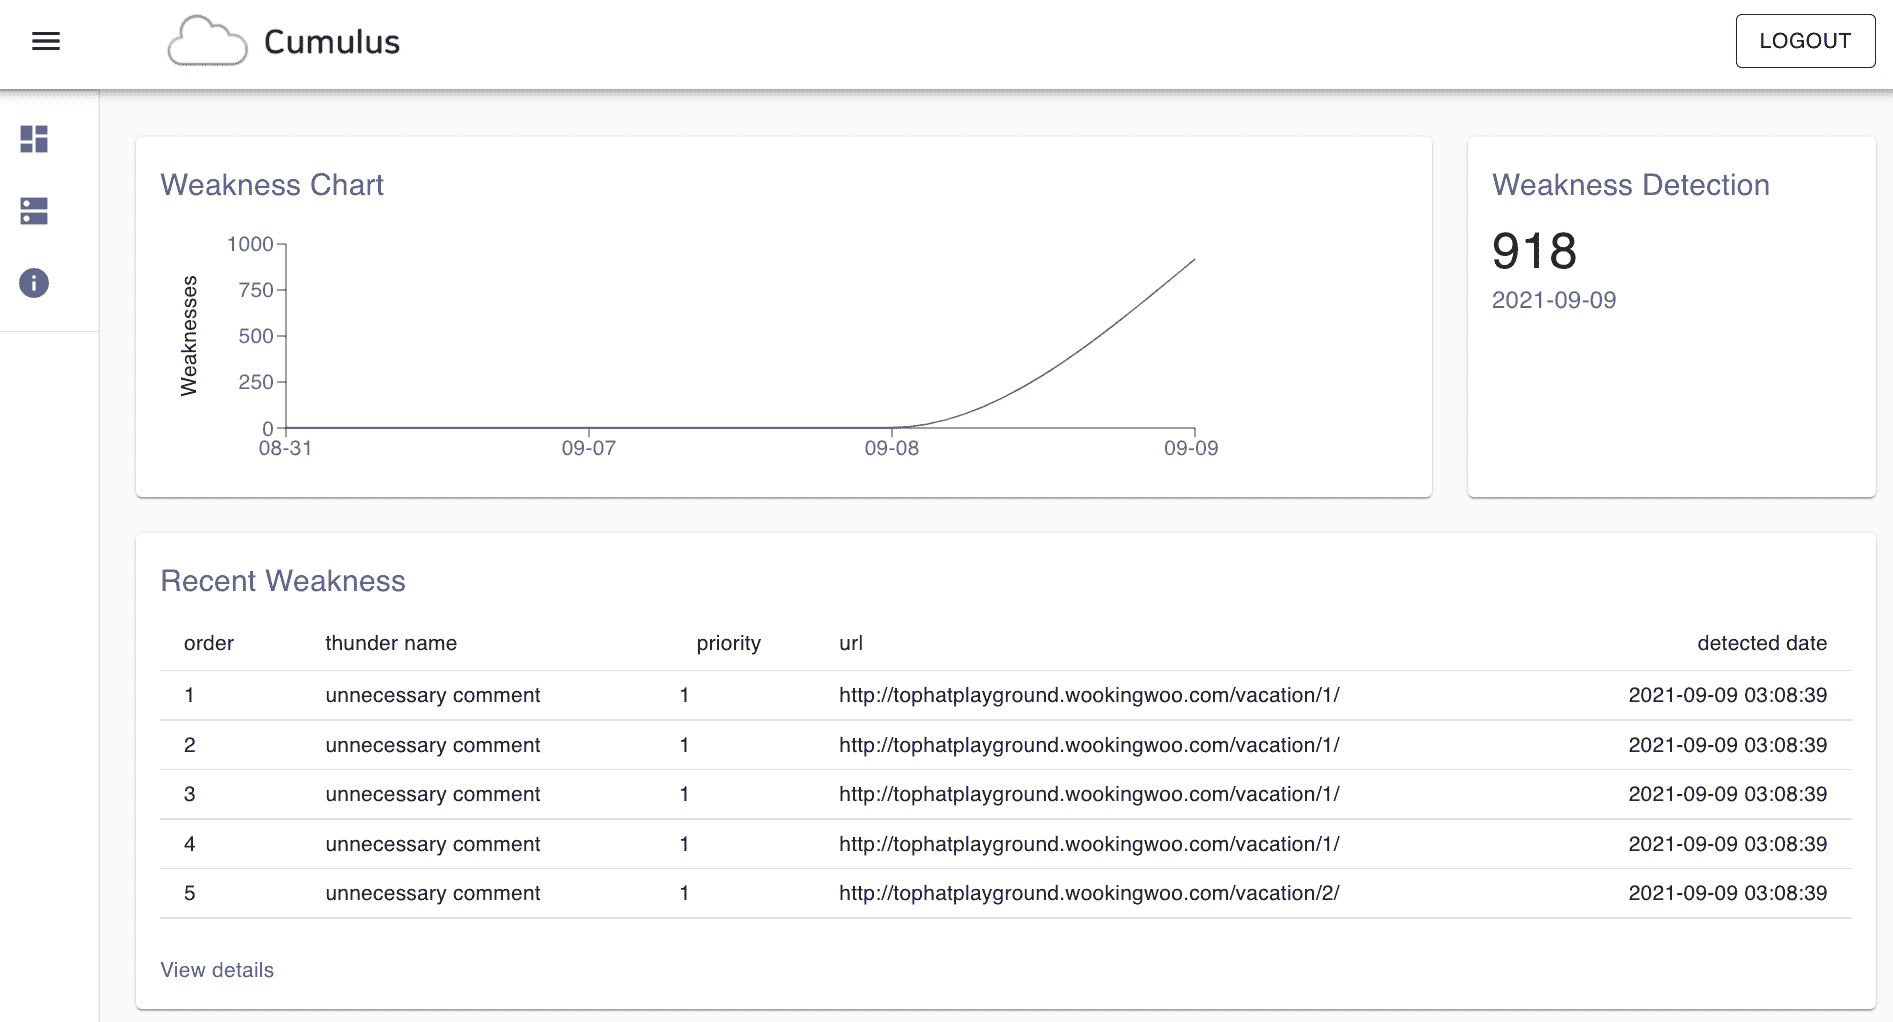 Cumulus
LOGOUT
Weakness Chart
1000
750
500
250
0
Weaknesses
08-31 09-07 09-08 09-09
Weakness Detection
918
2021-09-09
Recent Weakness
order thunder name priority url detected date
1 unnecessary comment 1 http://tophatplayground.wookingwoo.com/vacation/1/ 2021-09-09 03:08:39
2 unnecessary comment 1 http://tophatplayground.wookingwoo.com/vacation/1/ 2021-09-09 03:08:39
3 unnecessary comment 1 http://tophatplayground.wookingwoo.com/vacation/1/ 2021-09-09 03:08:39
4 unnecessary comment 1 http://tophatplayground.wookingwoo.com/vacation/1/ 2021-09-09 03:08:39
5 unnecessary comment 1 http://tophatplayground.wookingwoo.com/vacation/2/ 2021-09-09 03:08:39
View details